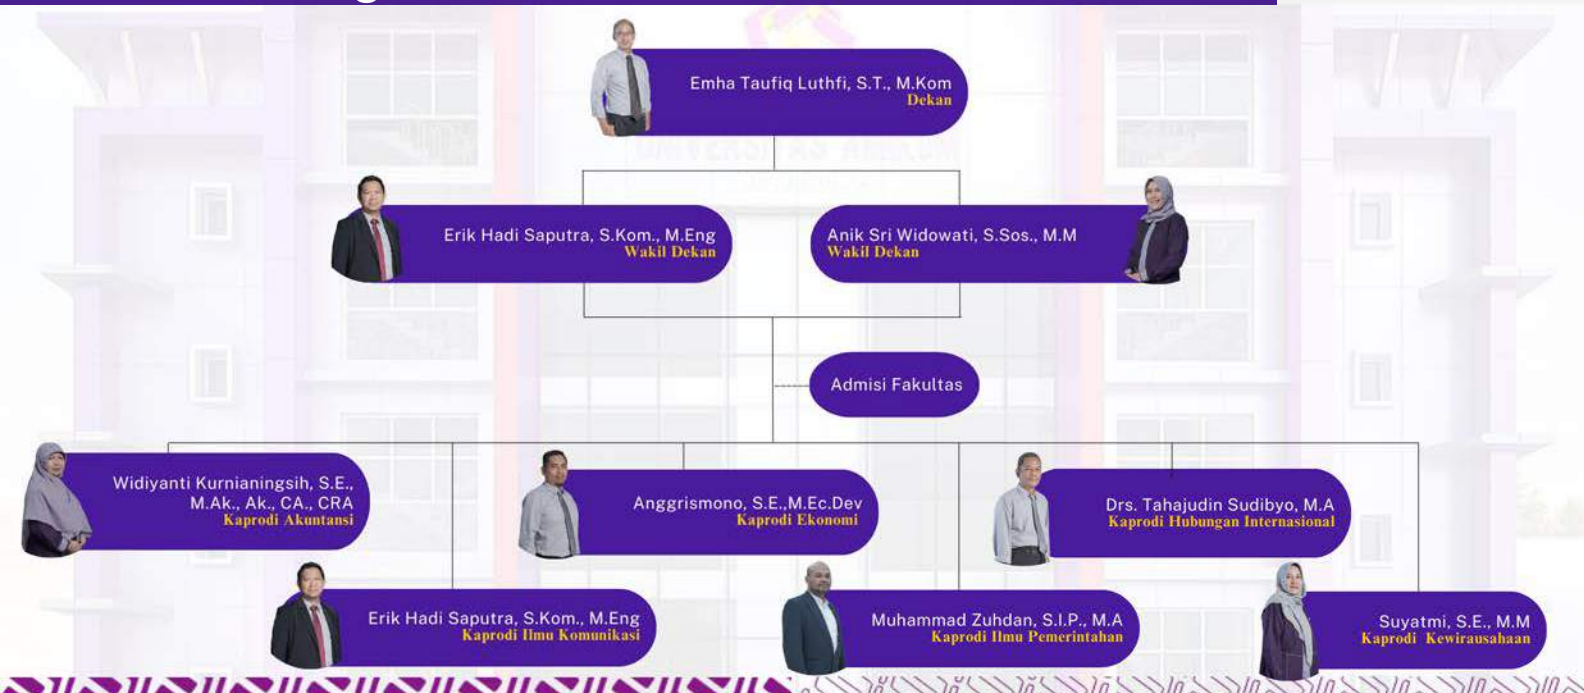 Emha Taufiq Luthfi, S.T., M.Kom
Dekan
Erik Hadi Saputra, S.Kom., M.Eng
Wakil Dekan
Anik Sri Widowati, S.Sos., M.M
Wakil Dekan
Admisi Fakultas
Widiyanti Kurnianingsih, S.E.,
M.Ak., Ak., CA., CRA
Kaprodi Akuntansi
Anggrismono, S.E.,M.Ec.Dev
Kaprodi Ekonomi
Drs. Tahajudin Sudibyo, M.A
Kaprodi Hubungan Internasional
Erik Hadi Saputra, S.Kom., M.Eng
Kaprodi Ilmu Komunikasi
Muhammad Zuhdan, S.I.P., M.A
Kaprodi Ilmu Pemerintahan
Suyatmi, S.E., M.M
Kaprodi Kewirausahaan